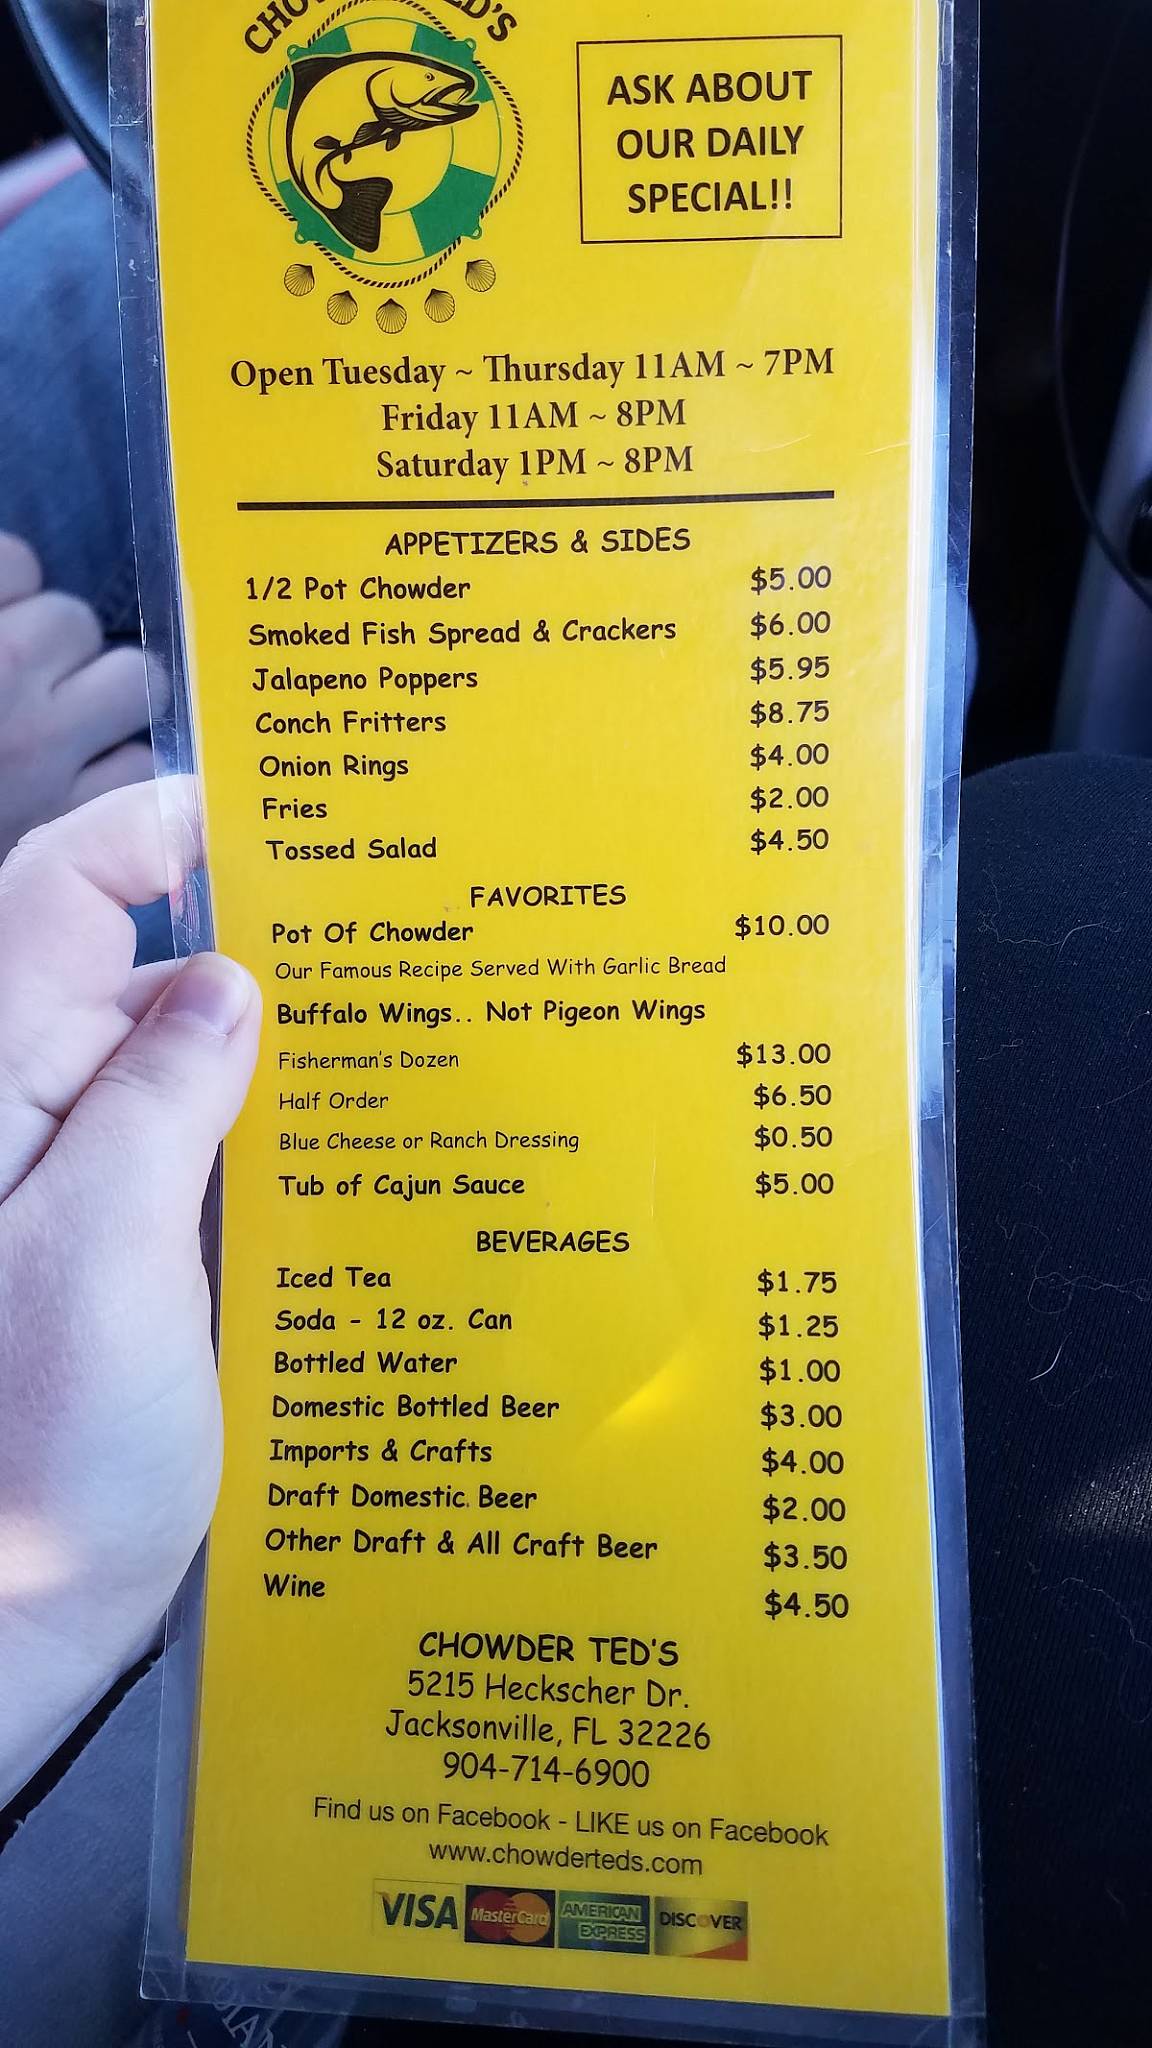 CHOWDER TED'S
ASK ABOUT
OUR DAILY
SPECIAL!!
Open Tuesday ~ Thursday 11AM ~ 7PM
Friday 11AM ~ 8PM
Saturday 1PM ~ 8PM
APPETIZERS & SIDES
1/2 Pot Chowder $5.00
Smoked Fish Spread & Crackers $6.00
Jalapeno Poppers $5.95
Conch Fritters $8.75
Onion Rings $4.00
Fries $2.00
Tossed Salad $4.50
FAVORITES
Pot Of Chowder $10.00
Our Famous Recipe Served With Garlic Bread
Buffalo Wings.. Not Pigeon Wings
Fisherman's Dozen $13.00
Half Order $6.50
Blue Cheese or Ranch Dressing $0.50
Tub of Cajun Sauce $5.00
BEVERAGES
Iced Tea $1.75
Soda - 12 oz. Can $1.25
Bottled Water $1.00
Domestic Bottled Beer $3.00
Imports & Crafts $4.00
Draft Domestic Beer $2.00
Other Draft & All Craft Beer $3.50
Wine $4.50
CHOWDER TED'S
5215 Heckscher Dr.
Jacksonville, FL 32226
904-714-6900
Find us on Facebook - LIKE us on Facebook
www.chowderteds.com
VISA MasterCard AMERICAN EXPRESS DISCOVER